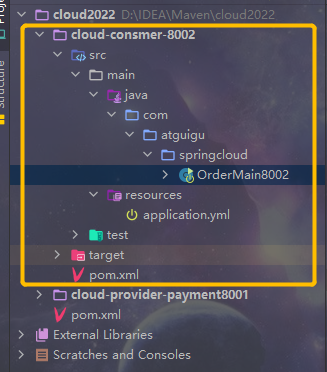 cloud2022 D:\IDEA\Maven\cloud2022
cloud-consmer-8002
src
main
java
com
atguigu
springcloud
OrderMain8002
resources
application.yml
test
target
pom.xml
cloud-provider-payment8001
pom.xml
External Libraries
Scratches and Consoles
Structure